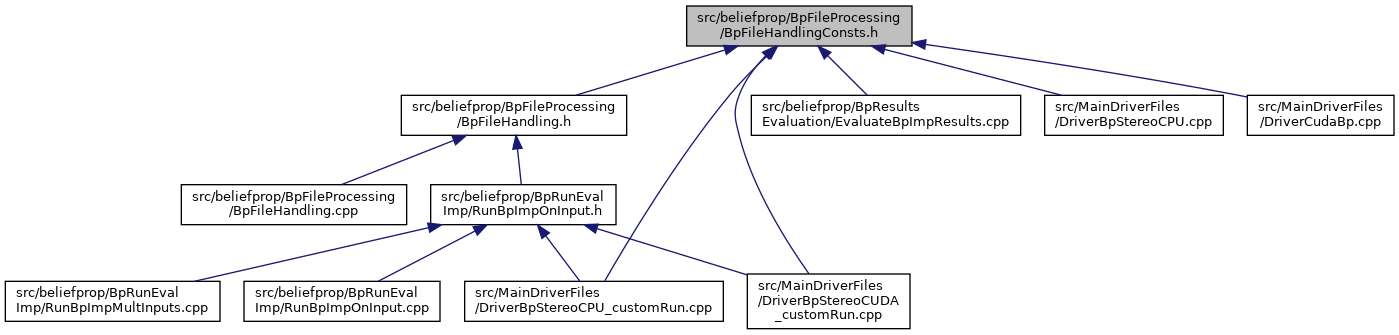 src/beliefprop/BpFileProcessing
/BpFileHandlingConsts.h
src/beliefprop/BpFileProcessing
/BpFileHandling.h
src/beliefprop/BpResults
Evaluation/EvaluateBpImpResults.cpp
src/MainDriverFiles
/DriverBpStereoCPU.cpp
src/MainDriverFiles
/DriverCudaBp.cpp
src/beliefprop/BpFileProcessing
/BpFileHandling.cpp
src/beliefprop/BpRunEval
Imp/RunBpImpOnInput.h
src/beliefprop/BpRunEval
Imp/RunBpImpMultInputs.cpp
src/beliefprop/BpRunEval
Imp/RunBpImpOnInput.cpp
src/MainDriverFiles
/DriverBpStereoCPU_customRun.cpp
src/MainDriverFiles
/DriverBpStereoCUDA
_customRun.cpp